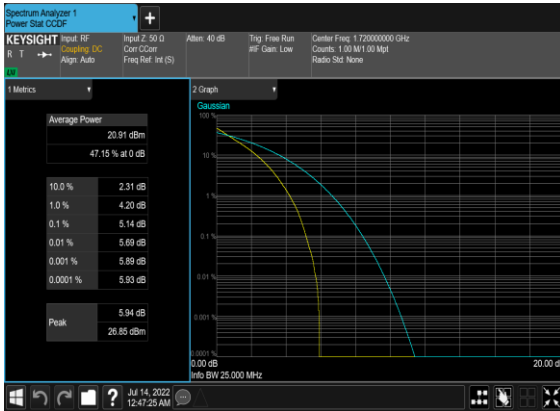 Spectrum Analyzer 1
Power Stat CCDF
+
KEYSIGHT
R T
LV
Input: RF
Coupling: DC
Align: Auto
Input Z: 50 Ω
Corr CCorr
Freq Ref: Int (S)
Atten: 40 dB
Trig: Free Run
#IF Gain: Low
Center Freq: 1.720000000 GHz
Counts: 1.00 M/1.00 Mpt
Radio Std: None
1 Metrics
Average Power
20.91 dBm
47.15 % at 0 dB
10.0 % 2.31 dB
1.0 % 4.20 dB
0.1 % 5.14 dB
0.01 % 5.69 dB
0.001 % 5.89 dB
0.0001 % 5.93 dB
Peak
5.94 dB
26.85 dBm
2 Graph
Gaussian
100 %
10 %
1 %
0.1 %
0.01 %
0.001 %
0.0001 %
0.00 dB
20.00 d
Info BW 25.000 MHz
?
Jul 14, 2022
12:47:25 AM